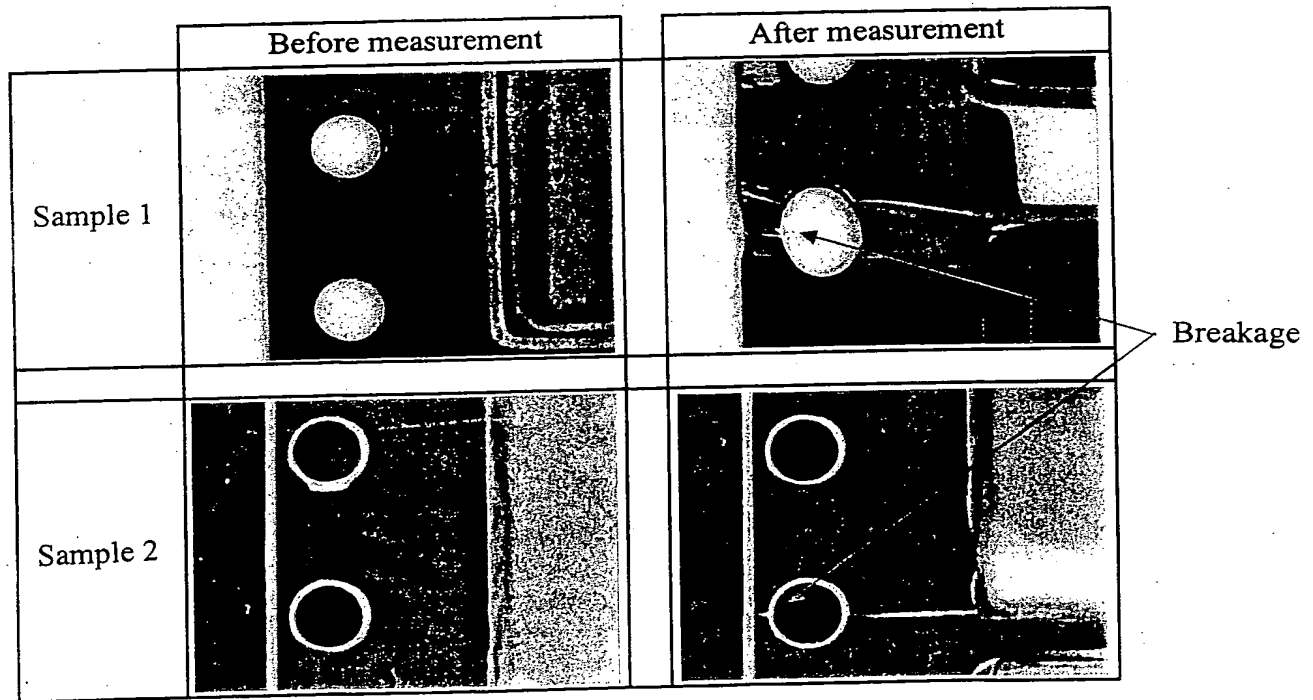 Before measurement
After measurement
Sample 1
Breakage
Sample 2